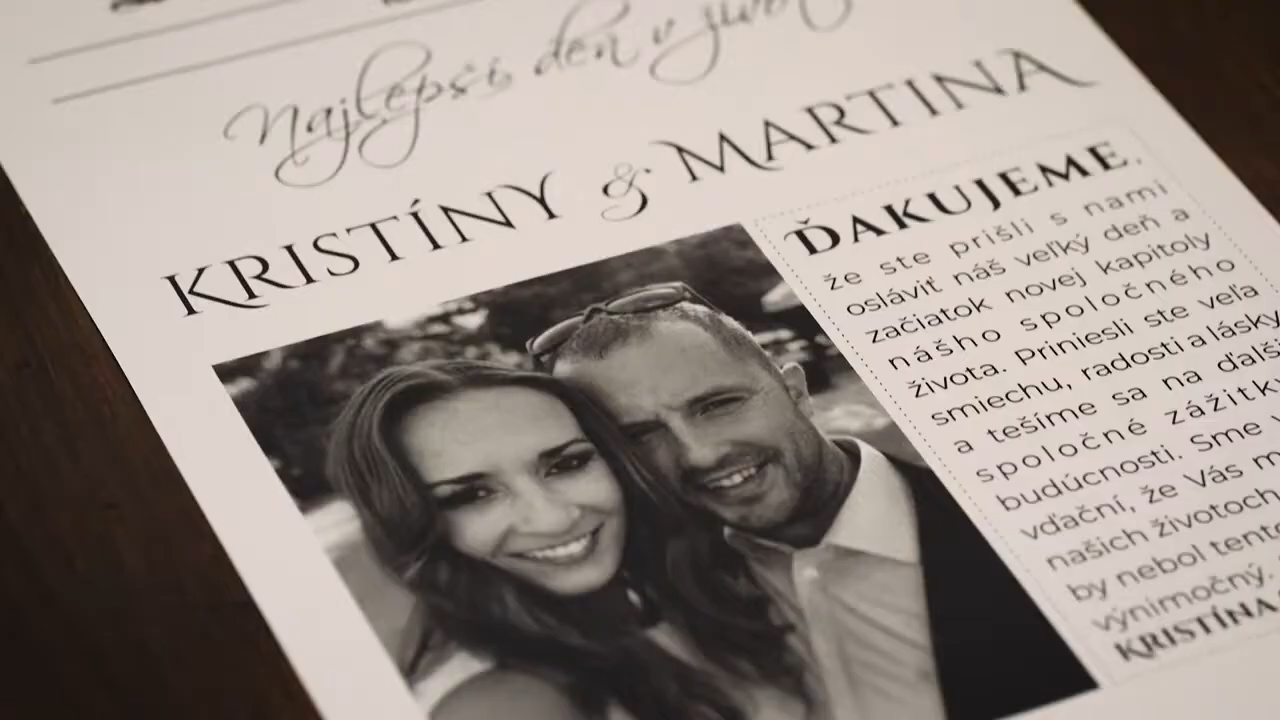 Najlepší deň v
KRISTÍNY & MARTINA
ĎAKUJEME,
že ste prišli s nami
osláviť náš veľký deň a
začiatok novej kapitoly
nášho spoločného
života. Priniesli ste veľa
smiechu, radosti a lásky
a tešíme sa na ďalši
spoločné zážitk
budúcnosti. Sme
vďační, že Vás m
našich životoch
by nebol tento
výnimočný.
KRISTÍNA